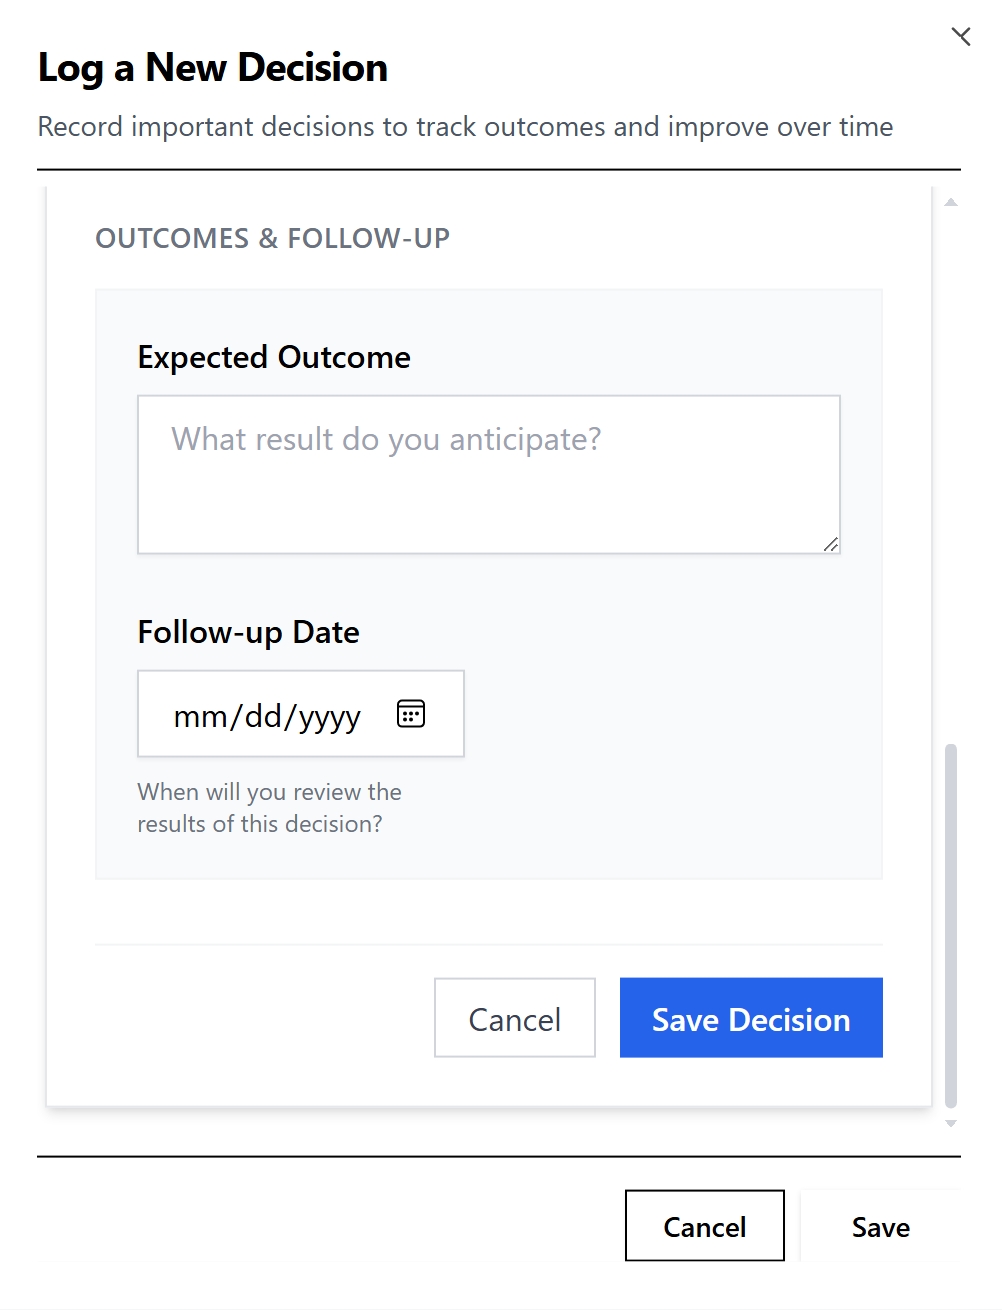 Log a New Decision
Record important decisions to track outcomes and improve over time
OUTCOMES & FOLLOW-UP
Expected Outcome
What result do you anticipate?
Follow-up Date
mm/dd/yyyy
When will you review the
results of this decision?
Cancel
Save Decision
Cancel
Save